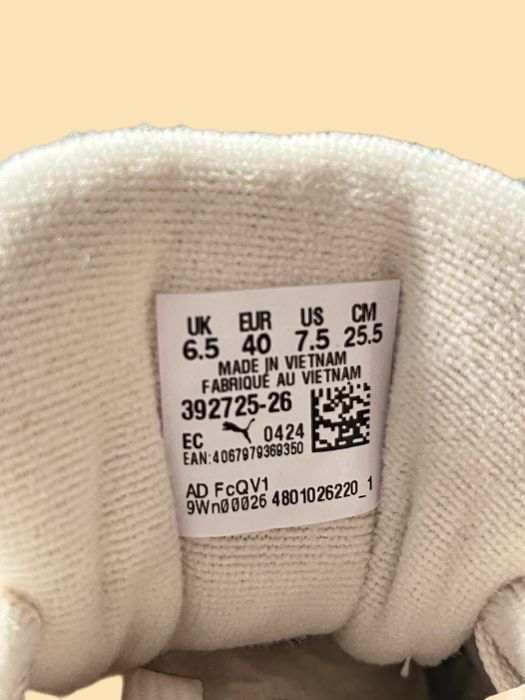 UK EUR US CM
6.5 40 7.5 25.5
MADE IN VIETNAM
FABRIQUÉ AU VIETNAM
392725-26
EC 0424
EAN:4067979369350
AD FcQV1
9Wn00026 4801026220_1